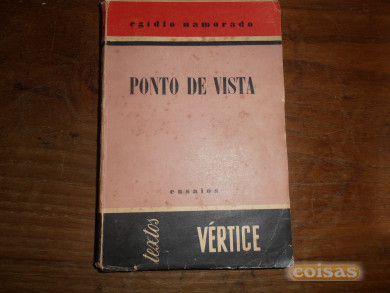 egídio namorado
PONTO DE VISTA
ensaios
textos
VÉRTICE
coisas